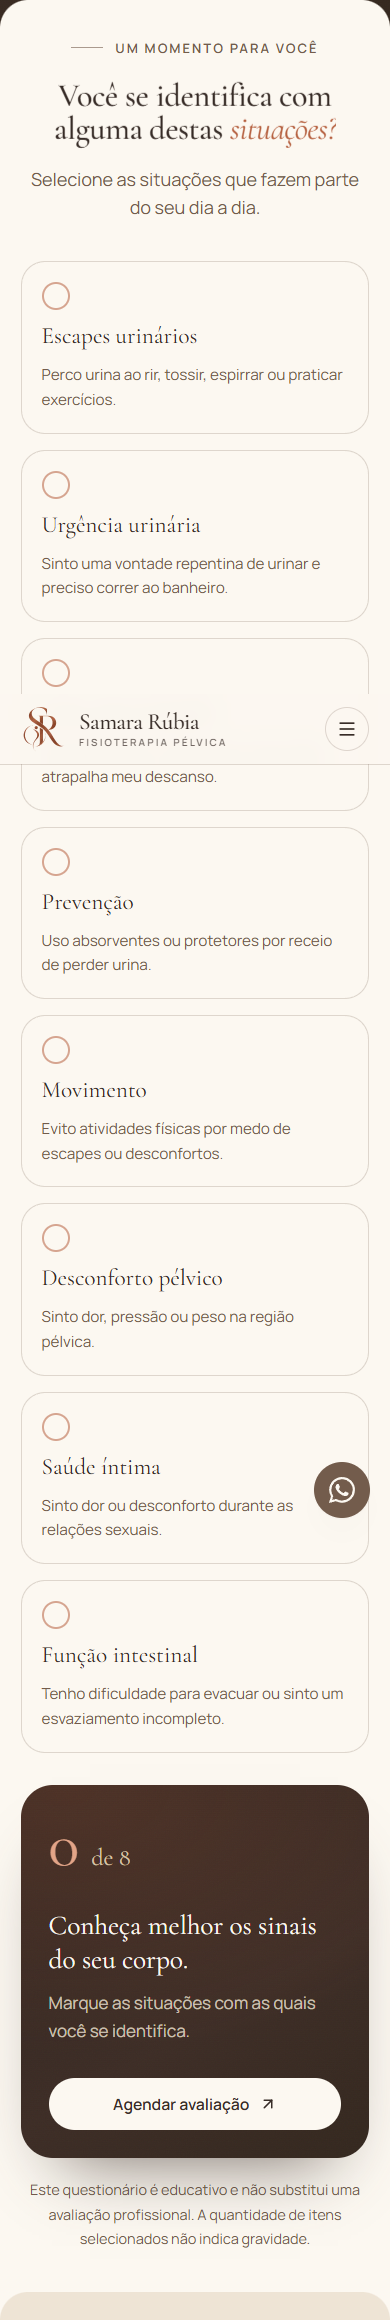 UM MOMENTO PARA VOCÊ
Você se identifica com
alguma destas situações?
Selecione as situações que fazem parte
do seu dia a dia.
Escapes urinários
Perco urina ao rir, tossir, espirrar ou praticar
exercícios.
Urgência urinária
Sinto uma vontade repentina de urinar e
preciso correr ao banheiro.
Samara Rúbia
FISIOTERAPIA PÉLVICA
atrapalha meu descanso.
Prevenção
Uso absorventes ou protetores por receio
de perder urina.
Movimento
Evito atividades físicas por medo de
escapes ou desconfortos.
Desconforto pélvico
Sinto dor, pressão ou peso na região
pélvica.
Saúde íntima
Sinto dor ou desconforto durante as
relações sexuais.
Função intestinal
Tenho dificuldade para evacuar ou sinto um
esvaziamento incompleto.
0 de 8
Conheça melhor os sinais
do seu corpo.
Marque as situações com as quais
você se identifica.
Agendar avaliação
Este questionário é educativo e não substitui uma
avaliação profissional. A quantidade de itens
selecionados não indica gravidade.